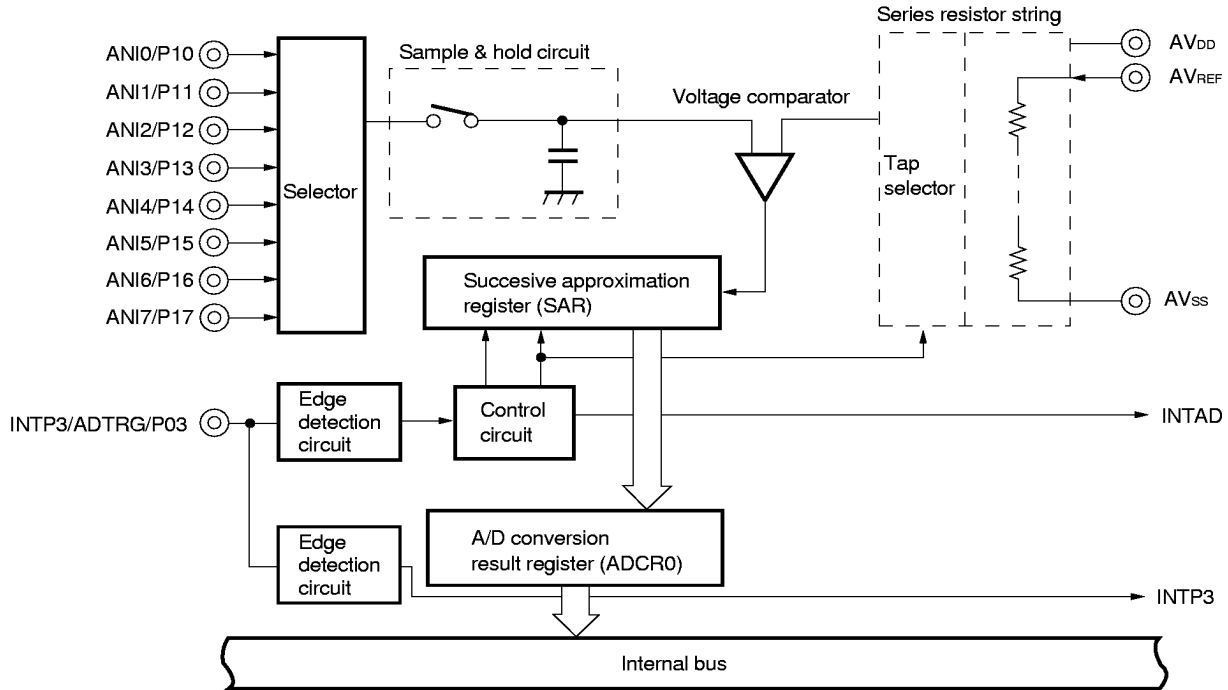 Series resistor string
ANI0/P10
ANI1/P11
ANI2/P12
ANI3/P13
ANI4/P14
ANI5/P15
ANI6/P16
ANI7/P17
Selector
Sample & hold circuit
Voltage comparator
Tap
selector
AVDD
AVREF
AVSS
Succesive approximation
register (SAR)
INTP3/ADTRG/P03
Edge
detection
circuit
Control
circuit
INTAD
Edge
detection
circuit
A/D conversion
result register (ADCR0)
INTP3
Internal bus